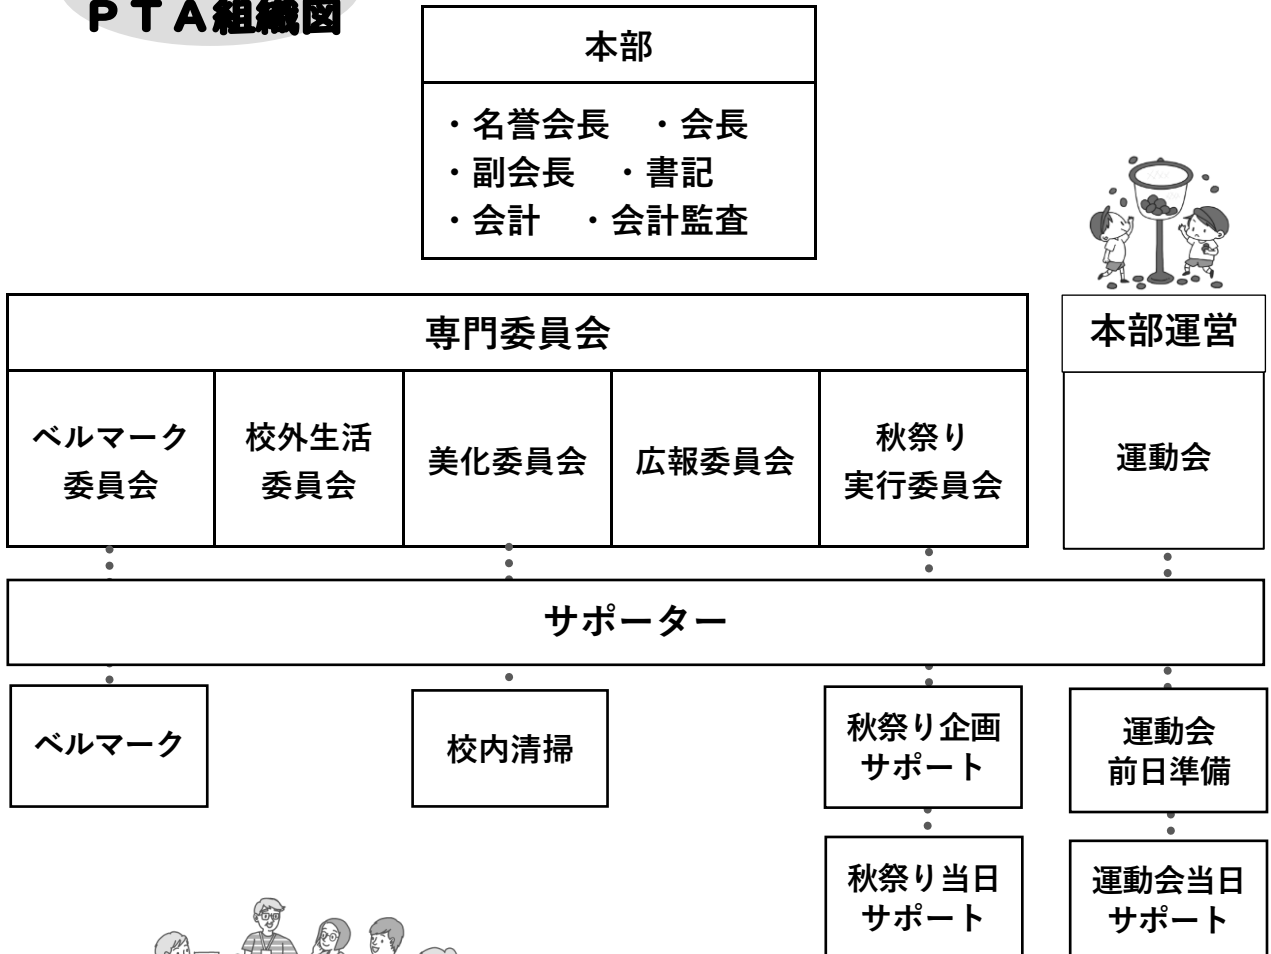 ＰＴＡ組織図
本部
・名誉会長　・会長
・副会長　・書記
・会計　・会計監査
専門委員会
本部運営
ベルマーク
委員会
校外生活
委員会
美化委員会
広報委員会
秋祭り
実行委員会
運動会
サポーター
ベルマーク
校内清掃
秋祭り企画
サポート
運動会
前日準備
秋祭り当日
サポート
運動会当日
サポート